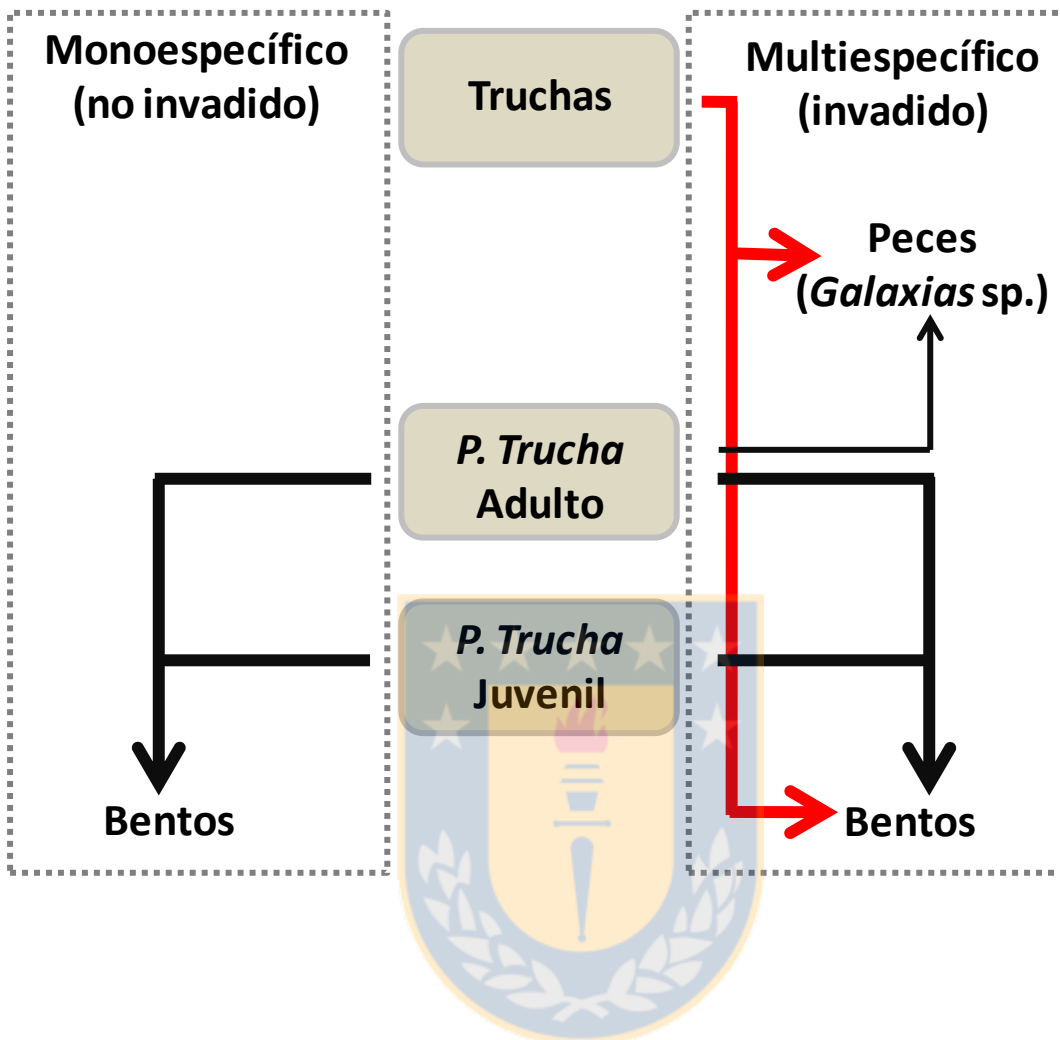 Monoespecífico
(no invadido)
Truchas
Multiespecífico
(invadido)
Peces
(Galaxias sp.)
P. Trucha
Adulto
P. Trucha
Juvenil
Bentos
Bentos